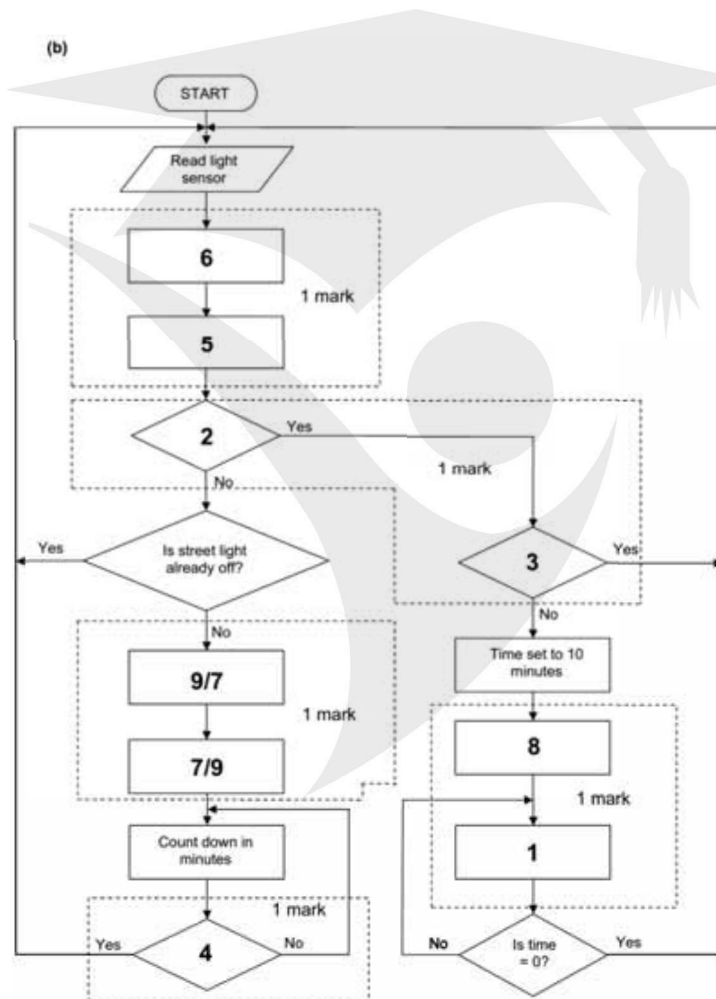 (b)
START
Read light
sensor
6
1 mark
5
2
Yes
1 mark
No
Yes
Is street light
already off?
3
Yes
No
No
Time set to 10
minutes
9/7
1 mark
8
7/9
1 mark
Count down in
minutes
1
1 mark
Yes
4
No
No
Is time
= 0?
Yes